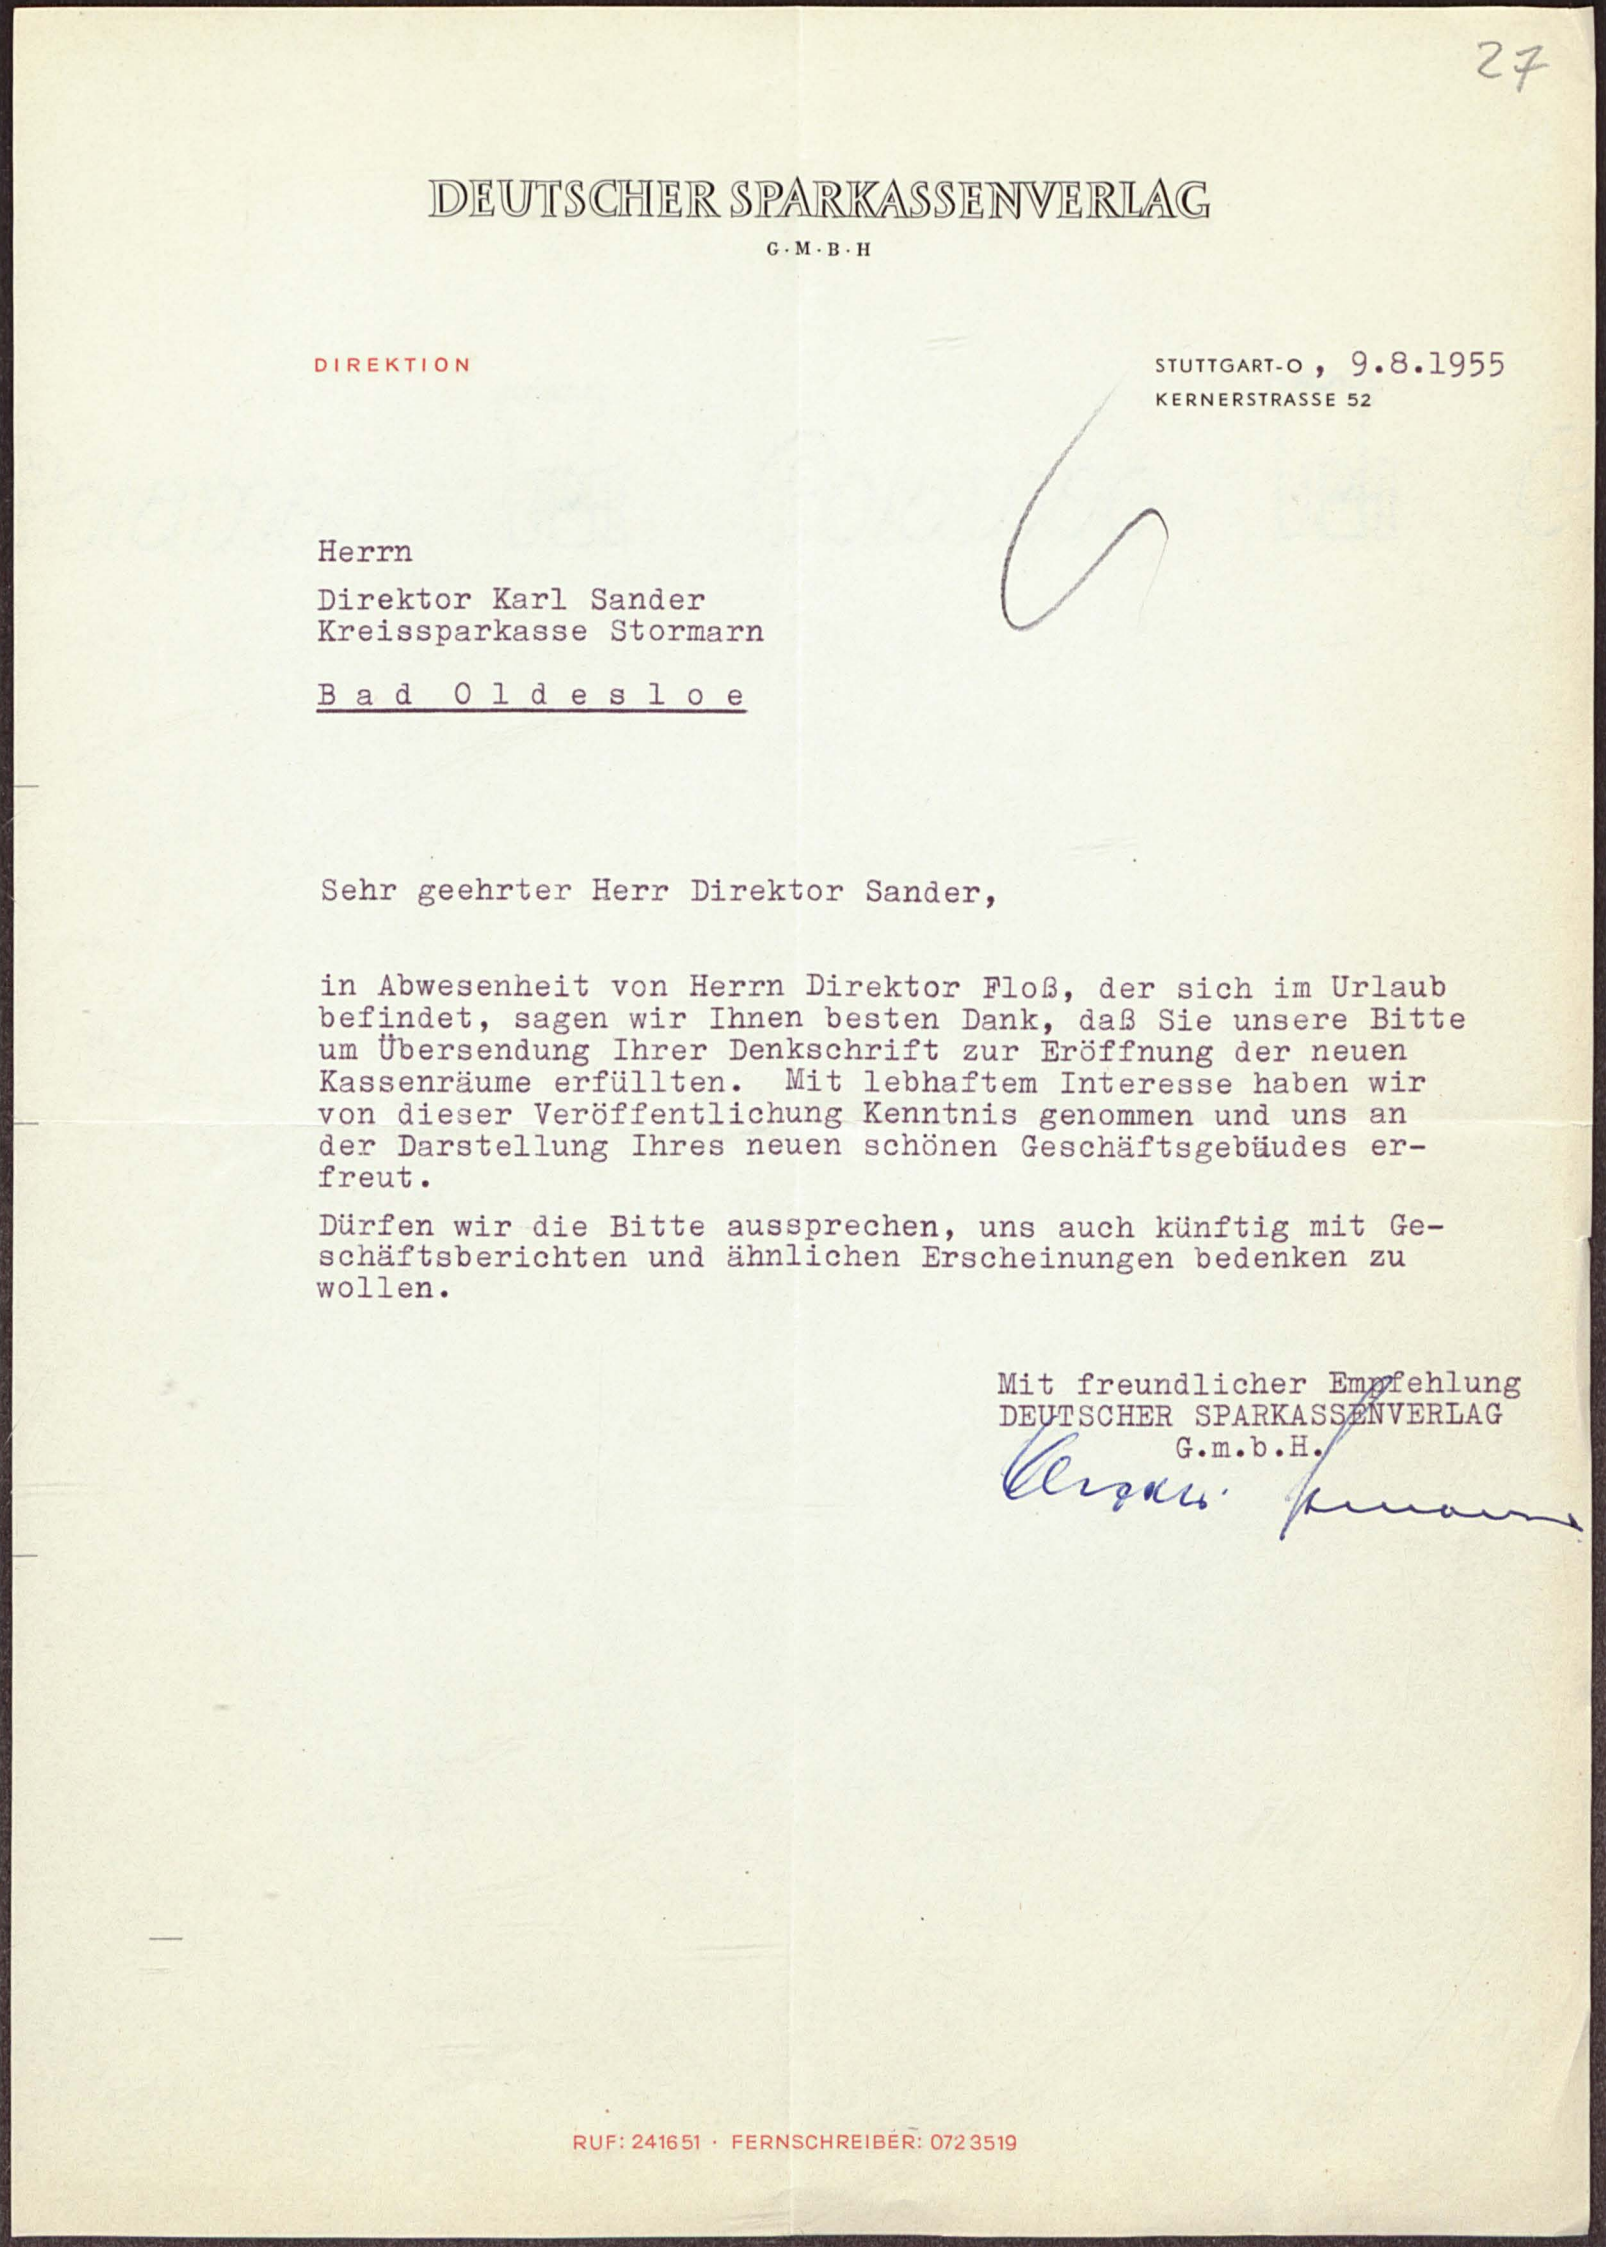 27
DEUTSCHER SPARKASSENVERLAG
G·M·B·H
DIREKTION
STUTTGART-O, 9.8.1955
KERNERSTRASSE 52
Herrn
Direktor Karl Sander
Kreissparkasse Stormarn
Bad Oldesloe
Sehr geehrter Herr Direktor Sander,
in Abwesenheit von Herrn Direktor Floß, der sich im Urlaub
befindet, sagen wir Ihnen besten Dank, daß Sie unsere Bitte
um Übersendung Ihrer Denkschrift zur Eröffnung der neuen
Kassenräume erfüllten. Mit lebhaftem Interesse haben wir
von dieser Veröffentlichung Kenntnis genommen und uns an
der Darstellung Ihres neuen schönen Geschäftsgebäudes er-
freut.
Dürfen wir die Bitte aussprechen, uns auch künftig mit Ge-
schäftsberichten und ähnlichen Erscheinungen bedenken zu
wollen.
Mit freundlicher Empfehlung
DEUTSCHER SPARKASSENVERLAG
G.m.b.H.
RUF: 241651 · FERNSCHREIBER: 0723519